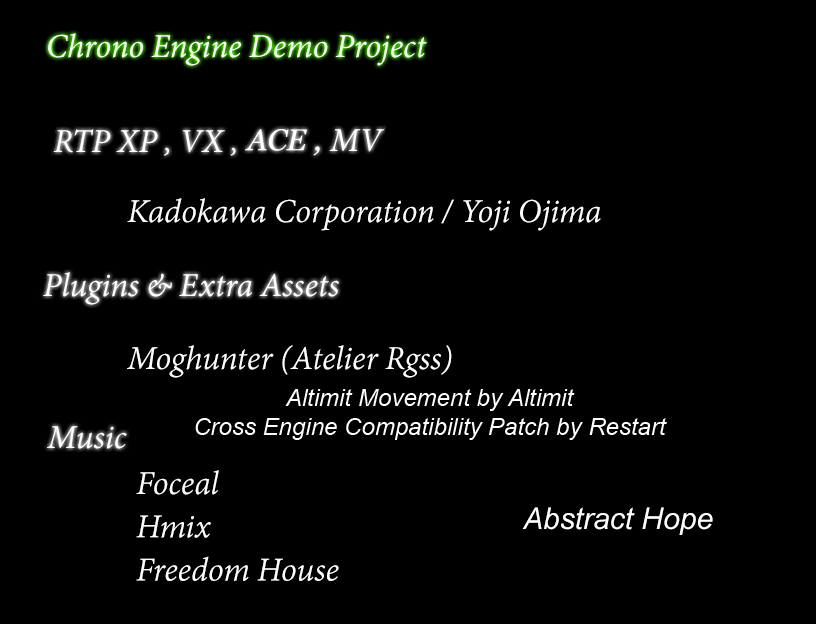 Chrono Engine Demo Project
RTP XP , VX , ACE , MV
Kadokawa Corporation / Yoji Ojima
Plugins & Extra Assets
Moghunter (Atelier Rgss)
Altimit Movement by Altimit
Cross Engine Compatibility Patch by Restart
Music
Foceal
Hmix
Abstract Hope
Freedom House